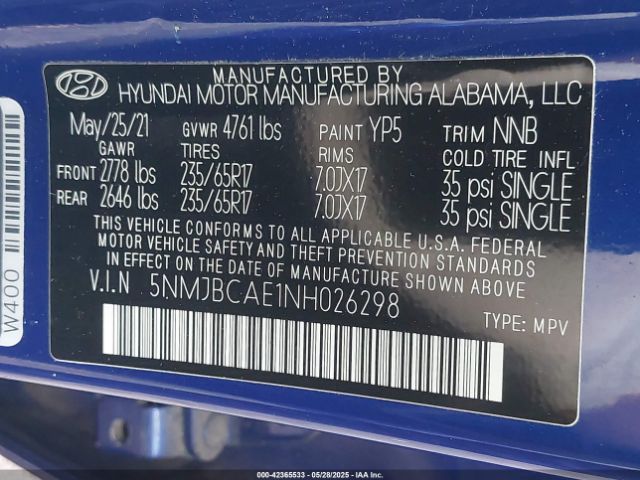 MANUFACTURED BY
HYUNDAI MOTOR MANUFACTURING ALABAMA, LLC
May/25/21 GVWR 4761 lbs PAINT YP5 TRIM NNB
GAWR TIRES RIMS COLD TIRE INFL
FRONT 2778 lbs 235/65R17 7.0JX17 35 psi SINGLE
REAR 2646 lbs 235/65R17 7.0JX17 35 psi SINGLE
THIS VEHICLE CONFORMS TO ALL APPLICABLE U.S.A. FEDERAL
MOTOR VEHICLE SAFETY AND THEFT PREVENTION STANDARDS
IN EFFECT ON THE DATE OF MANUFACTURE SHOWN ABOVE
V.I.N 5NMJBCAE1NH026298
TYPE: MPV
W400
000-42365533 - 05/28/2025 - IAAI.com